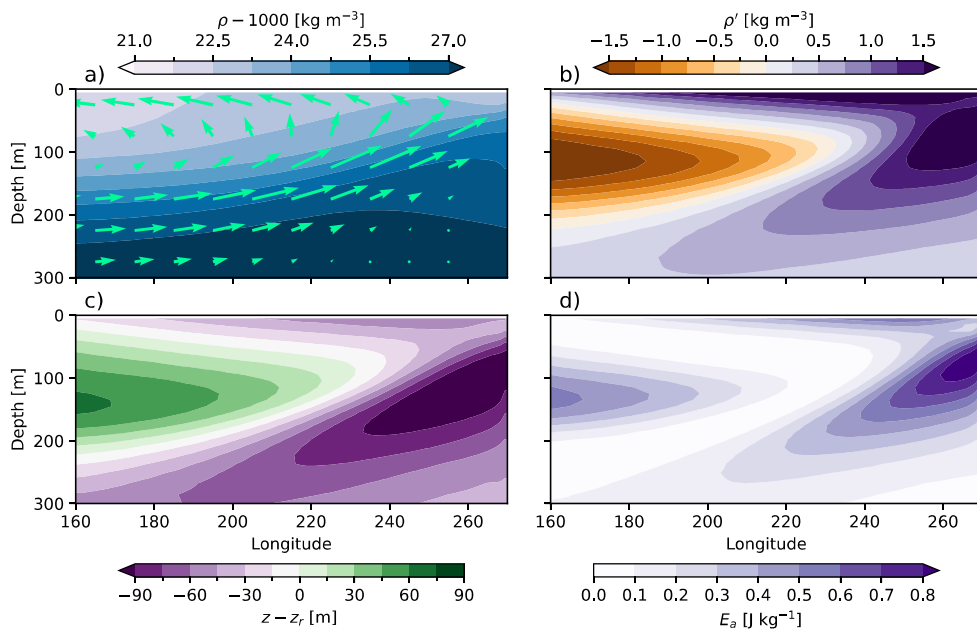 ρ − 1000 [kg m⁻³]
21.0 22.5 24.0 25.5 27.0
ρ′ [kg m⁻³]
−1.5 −1.0 −0.5 0.0 0.5 1.0 1.5
a)
b)
Depth [m]
0
100
200
300
c)
d)
Depth [m]
0
100
200
300
160 180 200 220 240 260
Longitude
160 180 200 220 240 260
Longitude
−90 −60 −30 0 30 60 90
z − zᵣ [m]
0.0 0.1 0.2 0.3 0.4 0.5 0.6 0.7 0.8
Eₐ [J kg⁻¹]